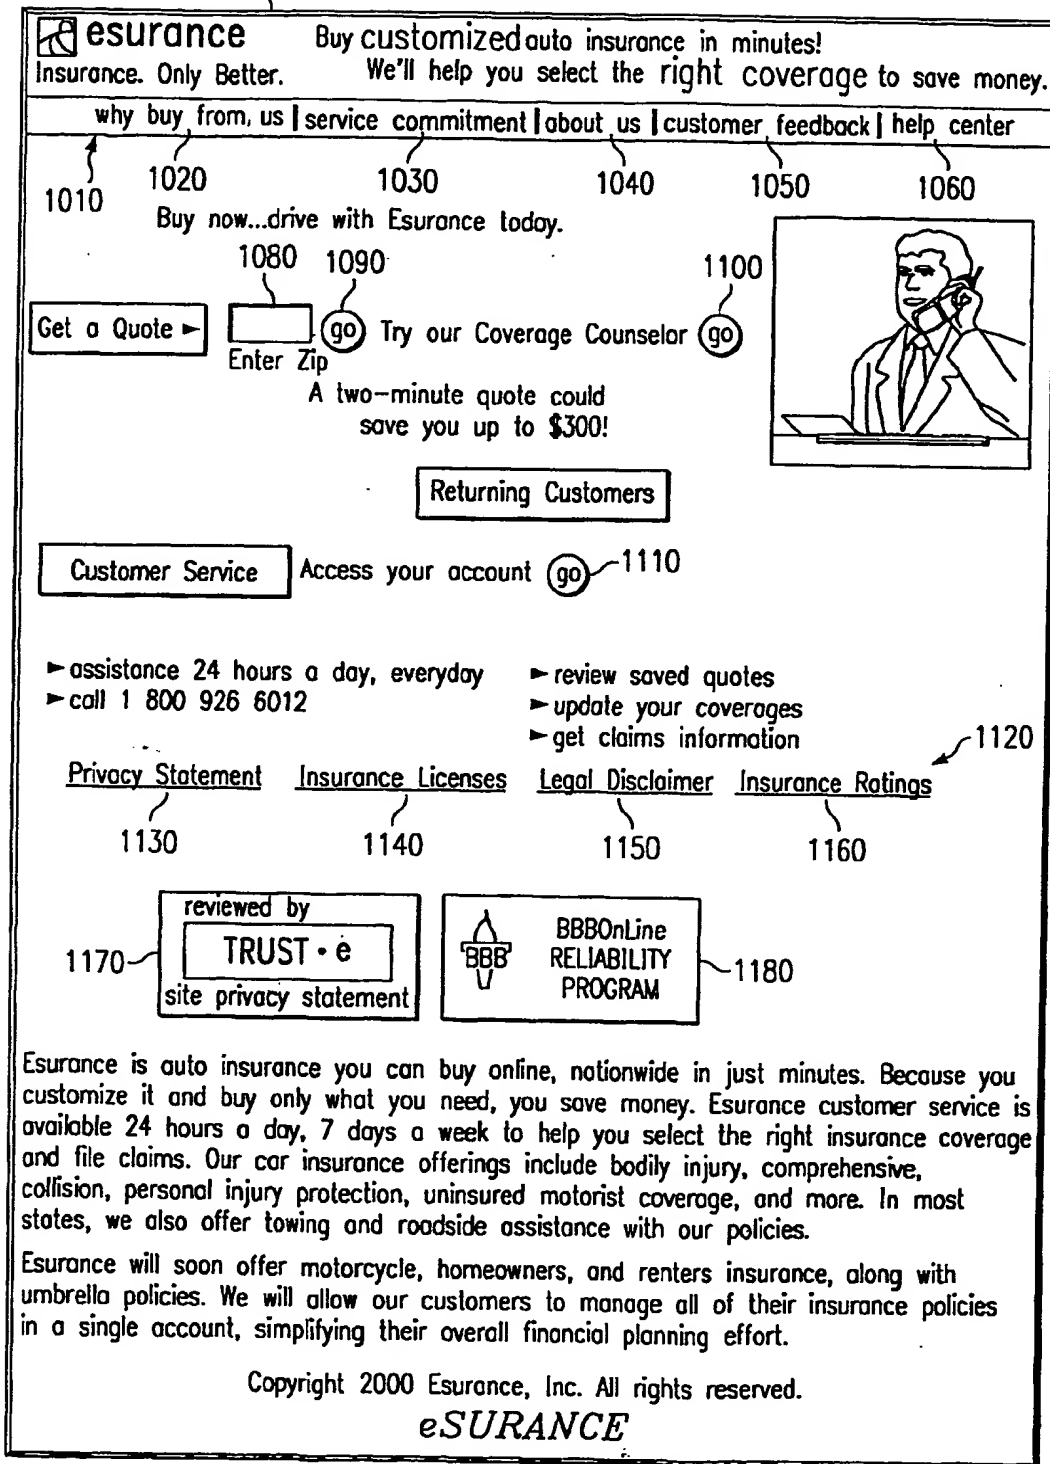 esurance Buy customized auto insurance in minutes!
Insurance. Only Better. We'll help you select the right coverage to save money.
why buy from us | service commitment | about us | customer feedback | help center
1010 1020 1030 1040 1050 1060
Buy now...drive with Esurance today.
1080 1090 1100
Get a Quote ► go Try our Coverage Counselor go
Enter Zip
A two-minute quote could
save you up to $300!
Returning Customers
Customer Service Access your account go 1110
► assistance 24 hours a day, everyday ► review saved quotes
► call 1 800 926 6012 ► update your coverages
► get claims information 1120
Privacy Statement Insurance Licenses Legal Disclaimer Insurance Ratings
1130 1140 1150 1160
reviewed by
TRUST • e
site privacy statement
1170
BBB
BBBOnLine
RELIABILITY
PROGRAM
1180
Esurance is auto insurance you can buy online, nationwide in just minutes. Because you
customize it and buy only what you need, you save money. Esurance customer service is
available 24 hours a day, 7 days a week to help you select the right insurance coverage
and file claims. Our car insurance offerings include bodily injury, comprehensive,
collision, personal injury protection, uninsured motorist coverage, and more. In most
states, we also offer towing and roadside assistance with our policies.
Esurance will soon offer motorcycle, homeowners, and renters insurance, along with
umbrella policies. We will allow our customers to manage all of their insurance policies
in a single account, simplifying their overall financial planning effort.
Copyright 2000 Esurance, Inc. All rights reserved.
eSURANCE